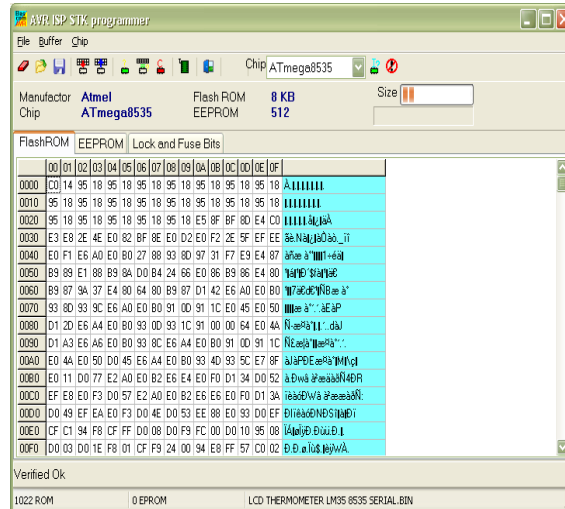 AVR ISP STK programmer
File Buffer Chip
Chip ATmega8535
Manufactor Atmel Flash ROM 8 KB Size
Chip ATmega8535 EEPROM 512
FlashROM EEPROM Lock and Fuse Bits
00 01 02 03 04 05 06 07 08 09 0A 0B 0C 0D 0E 0F
0000 C0 14 95 18 95 18 95 18 95 18 95 18 95 18 95 18
0010 95 18 95 18 95 18 95 18 95 18 95 18 95 18 95 18
0020 95 18 95 18 95 18 95 18 95 18 E5 8F BF 8D E4 C0
0030 E3 E8 2E 4E E0 82 BF 8E E0 D2 E0 F2 2E 5F EF EE
0040 E0 F1 E6 A0 E0 B0 27 88 93 8D 97 31 F7 E9 E4 87
0050 B9 89 E1 88 B9 8A D0 B4 24 66 E0 86 B9 86 E4 80
0060 B9 87 9A 37 E4 80 64 80 B9 87 D1 42 E6 A0 E0 B0
0070 93 8D 93 9C E6 A0 E0 B0 91 0D 91 1C E0 45 E0 50
0080 D1 2D E6 A4 E0 B0 93 0D 93 1C 91 00 00 64 E0 4A
0090 D1 A3 E6 A6 E0 B0 93 8C E6 A4 E0 B0 91 0D 91 1C
00A0 E0 4A E0 50 D0 45 E6 A4 E0 B0 93 4D 93 5C E7 8F
00B0 E0 11 D0 77 E2 A0 E0 B2 E6 E4 E0 F0 D1 34 D0 52
00C0 EF E8 E0 F3 D0 57 E2 A0 E0 B2 E6 E6 E0 F0 D1 3A
00D0 D0 49 EF EA E0 F3 D0 4E D0 53 EE 88 E0 93 D0 EF
00E0 CF C1 94 F8 CF FF D0 08 D0 F9 FC 00 D0 10 95 08
00F0 D0 03 D0 1E F8 01 CF F9 24 00 94 E8 FF 57 C0 02
Verified Ok
1022 ROM 0 EPROM LCD THERMOMETER LM35 8535 SERIAL.BIN